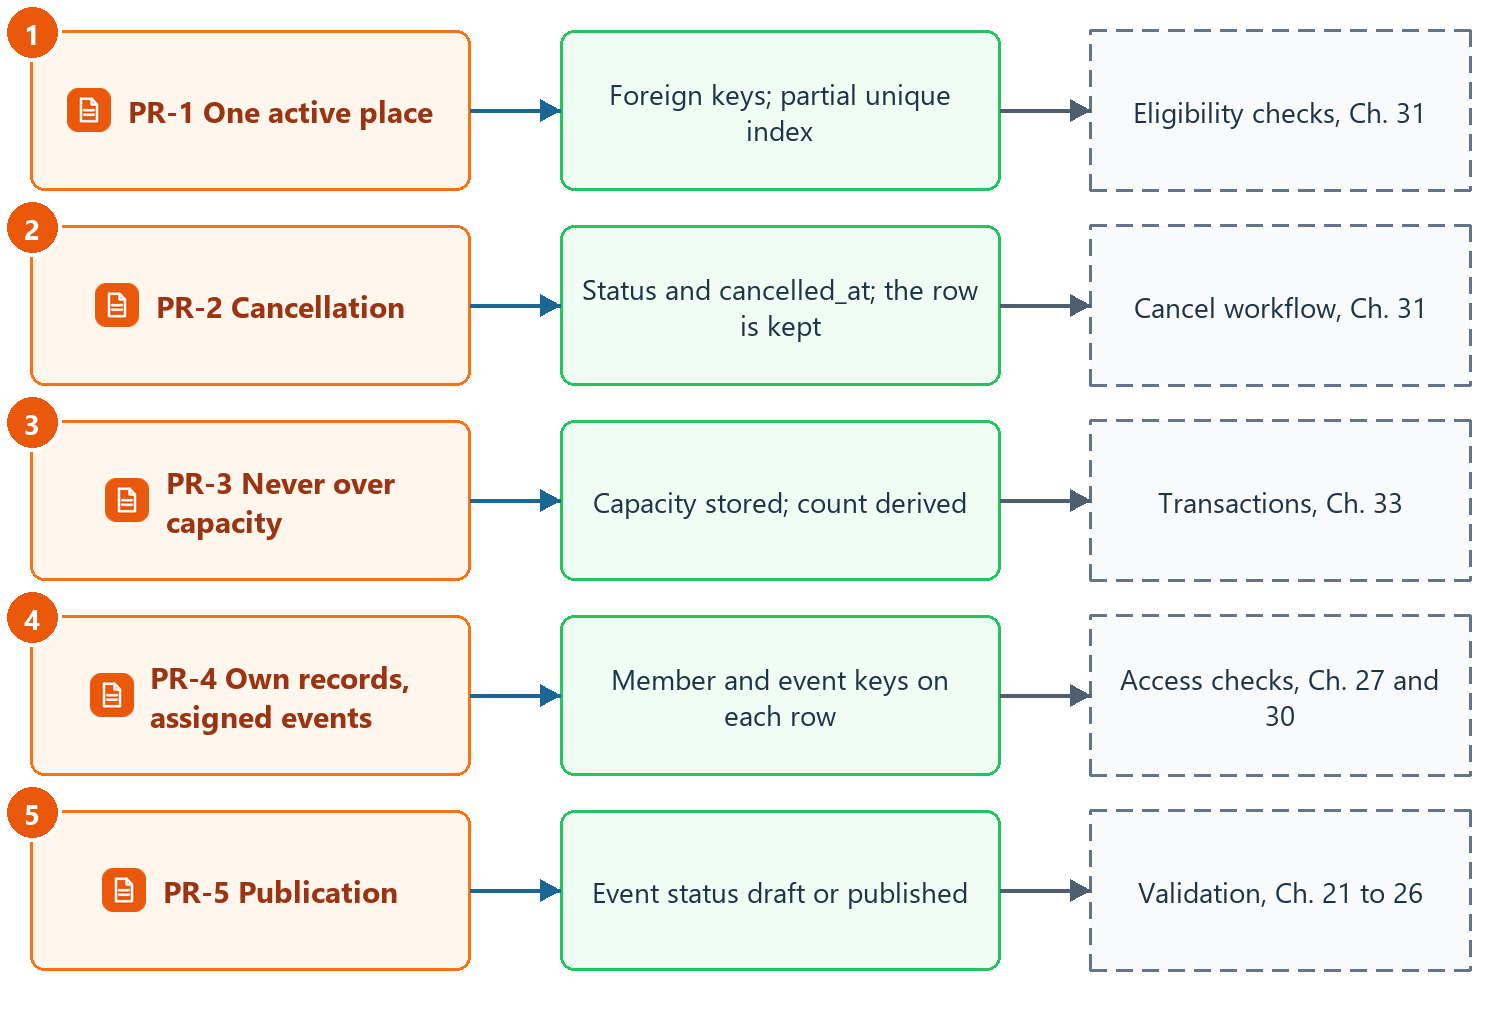 1
PR-1 One active place
Foreign keys; partial unique
index
Eligibility checks, Ch. 31
2
PR-2 Cancellation
Status and cancelled_at; the row
is kept
Cancel workflow, Ch. 31
3
PR-3 Never over
capacity
Capacity stored; count derived
Transactions, Ch. 33
4
PR-4 Own records,
assigned events
Member and event keys on
each row
Access checks, Ch. 27 and
30
5
PR-5 Publication
Event status draft or published
Validation, Ch. 21 to 26